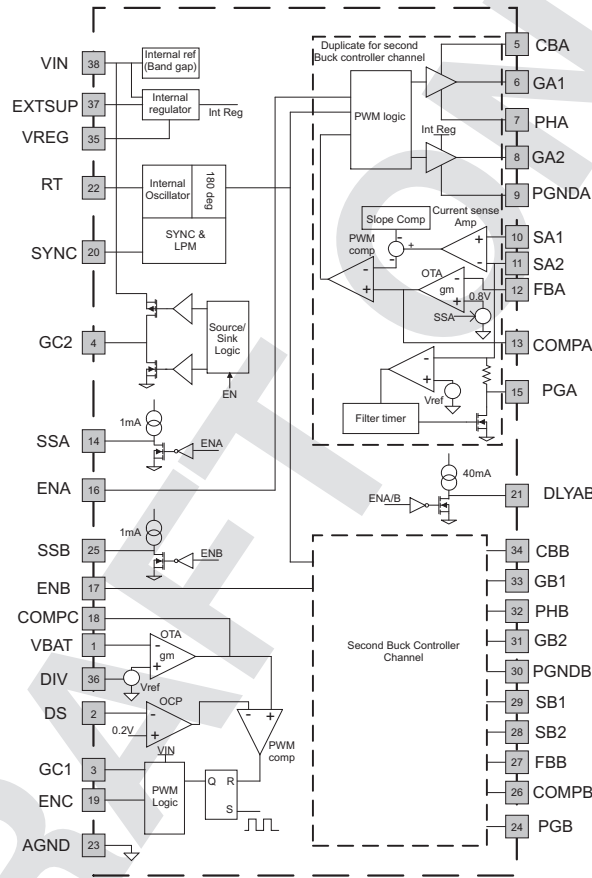 VIN
38
EXTSUP
37
VREG
35
RT
22
SYNC
20
GC2
4
SSA
14
ENA
16
SSB
25
ENB
17
COMPC
18
VBAT
1
DIV
36
DS
2
GC1
3
ENC
19
AGND
23
Internal ref
(Band gap)
Internal
regulator
Int Reg
Internal
Oscillator
180 deg
SYNC &
LPM
Source/
Sink
Logic
EN
1mA
ENA
1mA
ENB
OTA
-
gm
+
Vref
OCP
-
0.2V
+
- +
PWM
comp
VIN
PWM
Logic
Q R
S
Duplicate for second
Buck controller channel
PWM logic
Int Reg
Current sense
Amp
Slope Comp
-
+
-
PWM
comp
+
-
-
+
OTA
gm
-
+
0.8V
SSA
-
+
Vref
Filter timer
40mA
ENA/B
Second Buck Controller
Channel
5
CBA
6
GA1
7
PHA
8
GA2
9
PGNDA
10
SA1
11
SA2
12
FBA
13
COMPA
15
PGA
21
DLYAB
34
CBB
33
GB1
32
PHB
31
GB2
30
PGNDB
29
SB1
28
SB2
27
FBB
26
COMPB
24
PGB